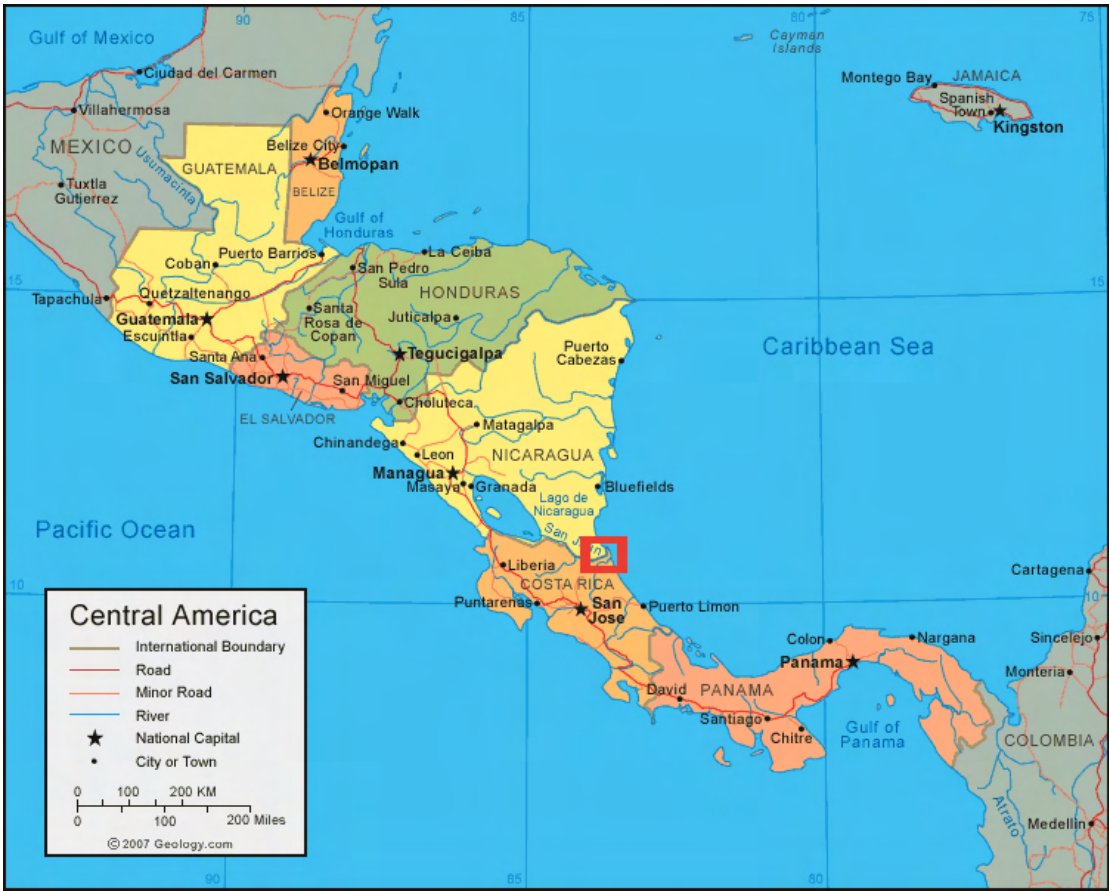 90
85
80
75
Gulf of Mexico
Cayman
Islands
Ciudad del Carmen
Montego Bay
JAMAICA
Spanish
Town
Kingston
Villahermosa
Orange Walk
MEXICO
Usumacinta
Belize City
Belmopan
GUATEMALA
BELIZE
Tuxtla
Gutierrez
Gulf of
Honduras
Puerto Barrios
La Ceiba
Coban
San Pedro
Sula
15
15
Tapachula
Quetzaltenango
HONDURAS
Guatemala
Santa
Rosa de
Copan
Juticalpa
Escuintla
Santa Ana
Tegucigalpa
Puerto
Cabezas
Caribbean Sea
San Salvador
San Miguel
EL SALVADOR
Choluteca
Matagalpa
Chinandega
Leon
NICARAGUA
Managua
Masaya
Granada
Lago de
Nicaragua
Bluefields
Pacific Ocean
San Juan
Liberia
COSTA RICA
Cartagena
10
10
Puntarenas
San
Jose
Puerto Limon
Colon
Nargana
Sincelejo
Panama
Monteria
David
PANAMA
Santiago
Chitre
Gulf of
Panama
COLOMBIA
Atrato
Medellin
Central America
International Boundary
Road
Minor Road
River
National Capital
City or Town
0 100 200 KM
0 100 200 Miles
© 2007 Geology.com
90
85
80